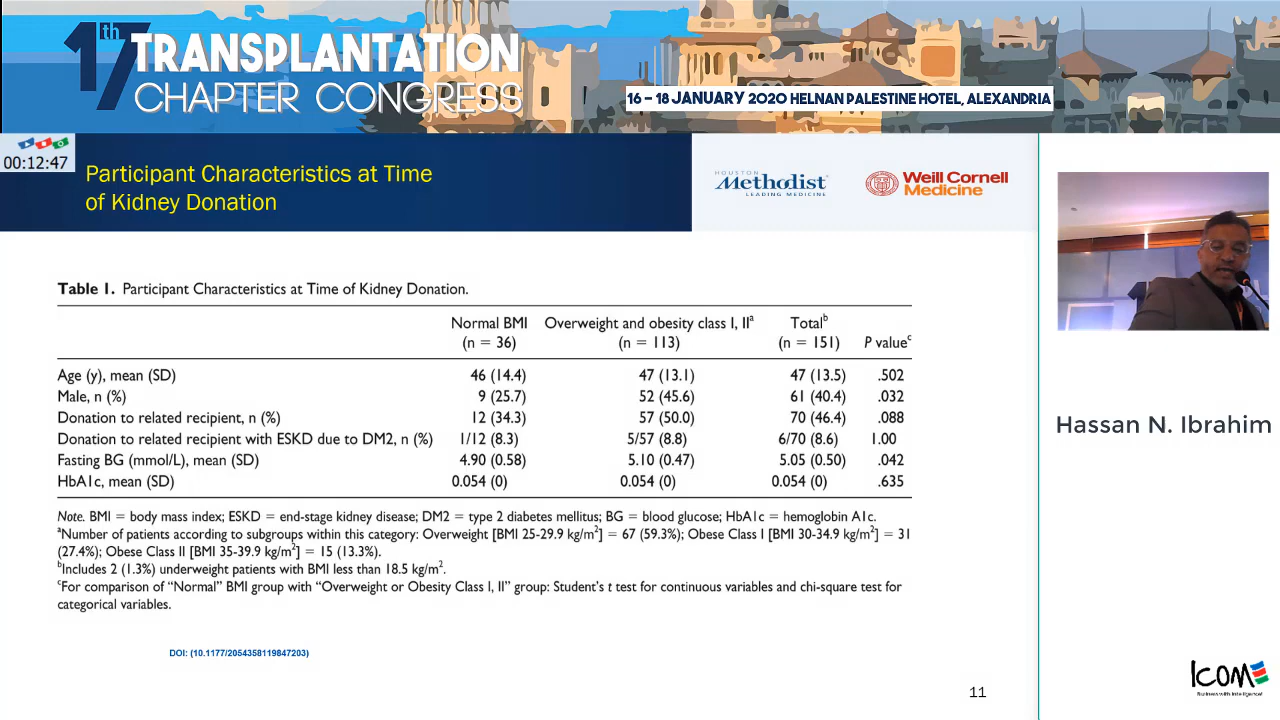 17th TRANSPLANTATION
CHAPTER CONGRESS
16 – 18 JANUARY 2020 HELNAN PALESTINE HOTEL, ALEXANDRIA
00:12:47
Participant Characteristics at Time
of Kidney Donation
HOUSTON
Methodist
LEADING MEDICINE
Weill Cornell
Medicine
Table 1. Participant Characteristics at Time of Kidney Donation.
Normal BMI Overweight and obesity class I, IIa Totalb
(n = 36) (n = 113) (n = 151) P valuec
Age (y), mean (SD) 46 (14.4) 47 (13.1) 47 (13.5) .502
Male, n (%) 9 (25.7) 52 (45.6) 61 (40.4) .032
Donation to related recipient, n (%) 12 (34.3) 57 (50.0) 70 (46.4) .088
Donation to related recipient with ESKD due to DM2, n (%) 1/12 (8.3) 5/57 (8.8) 6/70 (8.6) 1.00
Fasting BG (mmol/L), mean (SD) 4.90 (0.58) 5.10 (0.47) 5.05 (0.50) .042
HbA1c, mean (SD) 0.054 (0) 0.054 (0) 0.054 (0) .635
Note. BMI = body mass index; ESKD = end-stage kidney disease; DM2 = type 2 diabetes mellitus; BG = blood glucose; HbA1c = hemoglobin A1c.
aNumber of patients according to subgroups within this category: Overweight [BMI 25-29.9 kg/m2] = 67 (59.3%); Obese Class I [BMI 30-34.9 kg/m2] = 31
(27.4%); Obese Class II [BMI 35-39.9 kg/m2] = 15 (13.3%).
bIncludes 2 (1.3%) underweight patients with BMI less than 18.5 kg/m2.
cFor comparison of “Normal” BMI group with “Overweight or Obesity Class I, II” group: Student’s t test for continuous variables and chi-square test for
categorical variables.
DOI: (10.1177/2054358119847203)
11
Hassan N. Ibrahim
ICOME
Business with Intelligence!